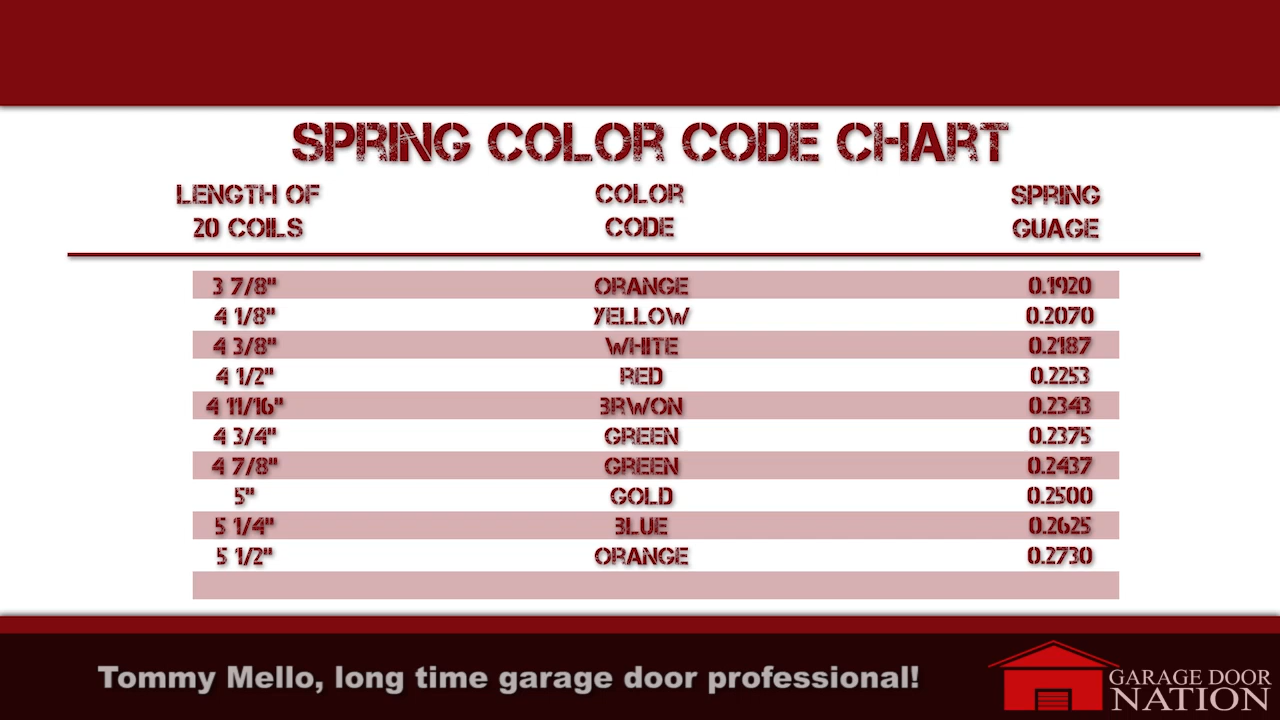 SPRING COLOR CODE CHART
LENGTH OF 20 COILS COLOR CODE SPRING GUAGE
3 7/8" ORANGE 0.1920
4 1/8" YELLOW 0.2070
4 3/8" WHITE 0.2187
4 1/2" RED 0.2253
4 11/16" BRWON 0.2343
4 3/4" GREEN 0.2375
4 7/8" GREEN 0.2437
5" GOLD 0.2500
5 1/4" BLUE 0.2625
5 1/2" ORANGE 0.2730
Tommy Mello, long time garage door professional!
GARAGE DOOR
NATION